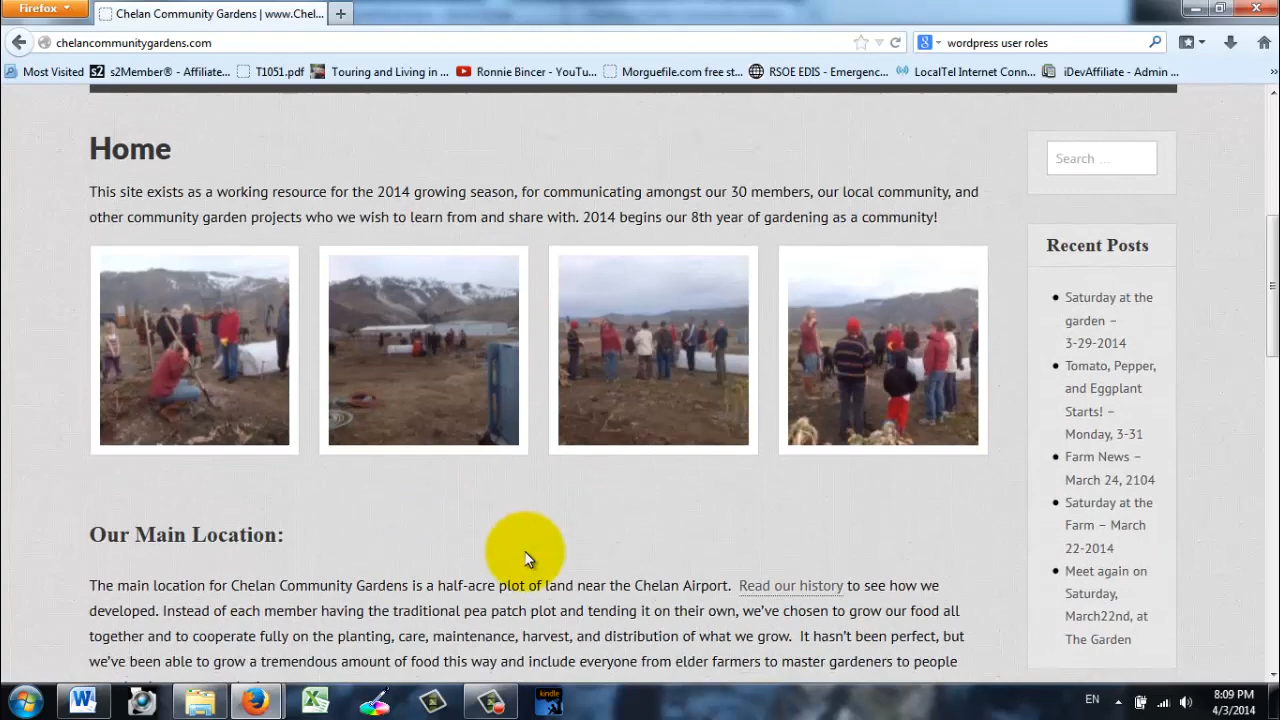 Firefox
Chelan Community Gardens | www.Chel...
chelancommunitygardens.com
wordpress user roles
Most Visited
s2Member® - Affiliate...
T1051.pdf
Touring and Living in ...
Ronnie Bincer - YouTu...
Morguefile.com free st...
RSOE EDIS - Emergenc...
LocalTel Internet Conn...
iDevAffiliate - Admin ...
Home
This site exists as a working resource for the 2014 growing season, for communicating amongst our 30 members, our local community, and
other community garden projects who we wish to learn from and share with. 2014 begins our 8th year of gardening as a community!
Our Main Location:
The main location for Chelan Community Gardens is a half-acre plot of land near the Chelan Airport. Read our history to see how we
developed. Instead of each member having the traditional pea patch plot and tending it on their own, we've chosen to grow our food all
together and to cooperate fully on the planting, care, maintenance, harvest, and distribution of what we grow. It hasn't been perfect, but
we've been able to grow a tremendous amount of food this way and include everyone from elder farmers to master gardeners to people
Search ...
Recent Posts
Saturday at the
garden –
3-29-2014
Tomato, Pepper,
and Eggplant
Starts! –
Monday, 3-31
Farm News –
March 24, 2104
Saturday at the
Farm – March
22-2014
Meet again on
Saturday,
March22nd, at
The Garden
kindle
EN
8:09 PM
4/3/2014